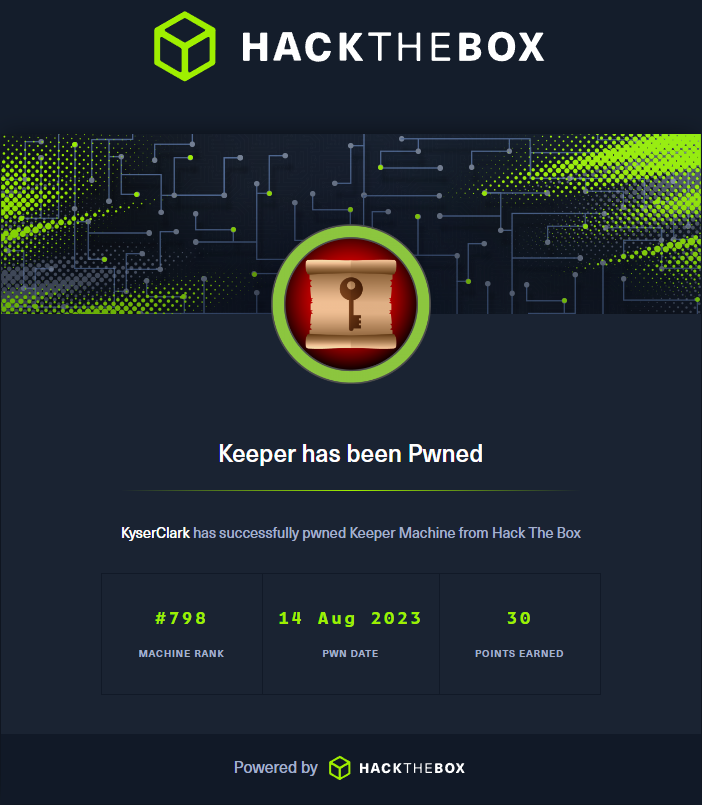 HACKTHEBOX
Keeper has been Pwned
KyserClark has successfully pwned Keeper Machine from Hack The Box
#798
MACHINE RANK
14 Aug 2023
PWN DATE
30
POINTS EARNED
Powered by HACKTHEBOX